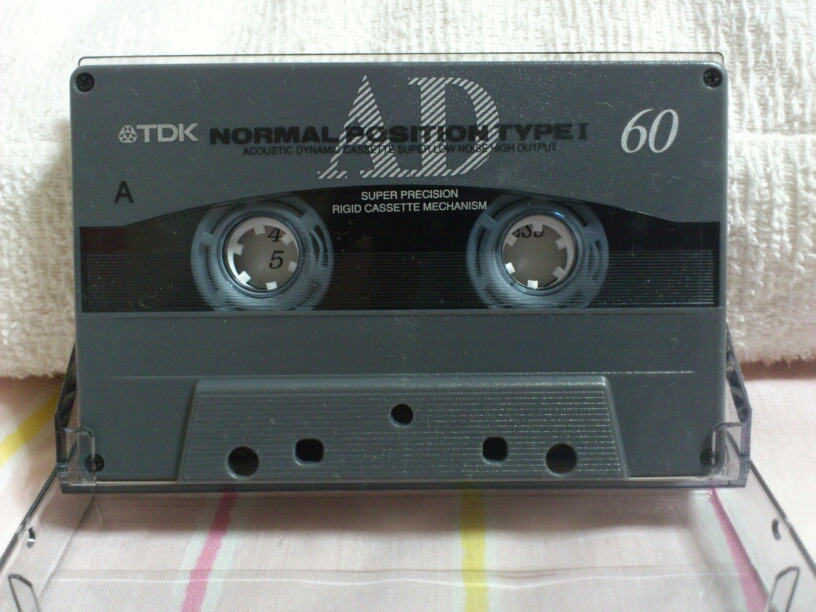 TDK NORMAL POSITION TYPE I 60
AD
ACOUSTIC DYNAMIC CASSETTE SUPER LOW NOISE HIGH OUTPUT
A
SUPER PRECISION
RIGID CASSETTE MECHANISM
4
5